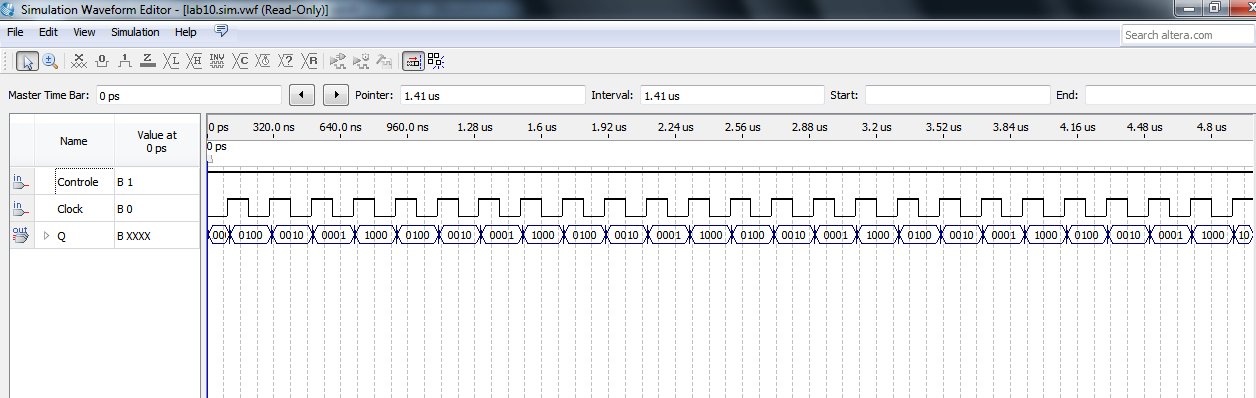 Simulation Waveform Editor - [lab10.sim.vwf (Read-Only)]
File Edit View Simulation Help
Search altera.com
Master Time Bar: 0 ps Pointer: 1.41 us Interval: 1.41 us Start: End:
Name Value at 0 ps
0 ps 320.0 ns 640.0 ns 960.0 ns 1.28 us 1.6 us 1.92 us 2.24 us 2.56 us 2.88 us 3.2 us 3.52 us 3.84 us 4.16 us 4.48 us 4.8 us
0 ps
in Controle B 1
in Clock B 0
out Q B XXXX 00 0100 0010 0001 1000 0100 0010 0001 1000 0100 0010 0001 1000 0100 0010 0001 1000 0100 0010 0001 1000 0100 0010 0001 1000 10